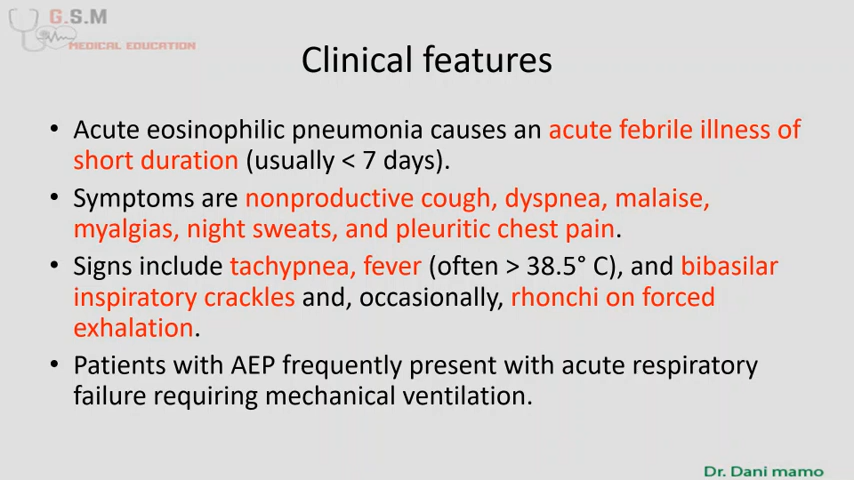 G.S.M
MEDICAL EDUCATION
Clinical features
• Acute eosinophilic pneumonia causes an acute febrile illness of
short duration (usually < 7 days).
• Symptoms are nonproductive cough, dyspnea, malaise,
myalgias, night sweats, and pleuritic chest pain.
• Signs include tachypnea, fever (often > 38.5° C), and bibasilar
inspiratory crackles and, occasionally, rhonchi on forced
exhalation.
• Patients with AEP frequently present with acute respiratory
failure requiring mechanical ventilation.
Dr. Dani mamo